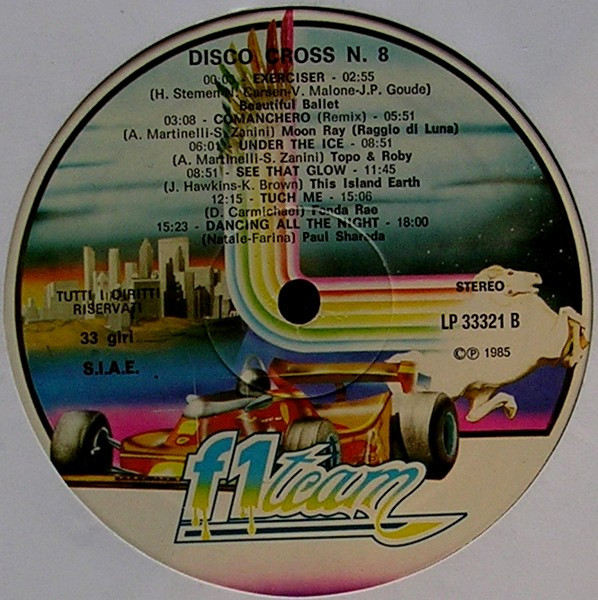 DISCO CROSS N. 8
00:00 - EXERCISER - 02:55
(H. Stemen-N. Carsen-V. Malone-J.P. Goude)
Beautiful Ballet
03:08 - COMANCHERO (Remix) - 05:51
(A. Martinelli-S. Zanini) Moon Ray (Raggio di Luna)
06:01 - UNDER THE ICE - 08:51
(A. Martinelli-S. Zanini) Topo & Roby
08:51 - SEE THAT GLOW - 11:45
(J. Hawkins-K. Brown) This Island Earth
12:15 - TUCH ME - 15:06
(D. Carmichael) Fonda Rae
15:23 - DANCING ALL THE NIGHT - 18:00
(Natale-Farina) Paul Sharada
TUTTI I DIRITTI
RISERVATI
33 giri
S.I.A.E.
STEREO
LP 33321 B
©℗ 1985
f1 team